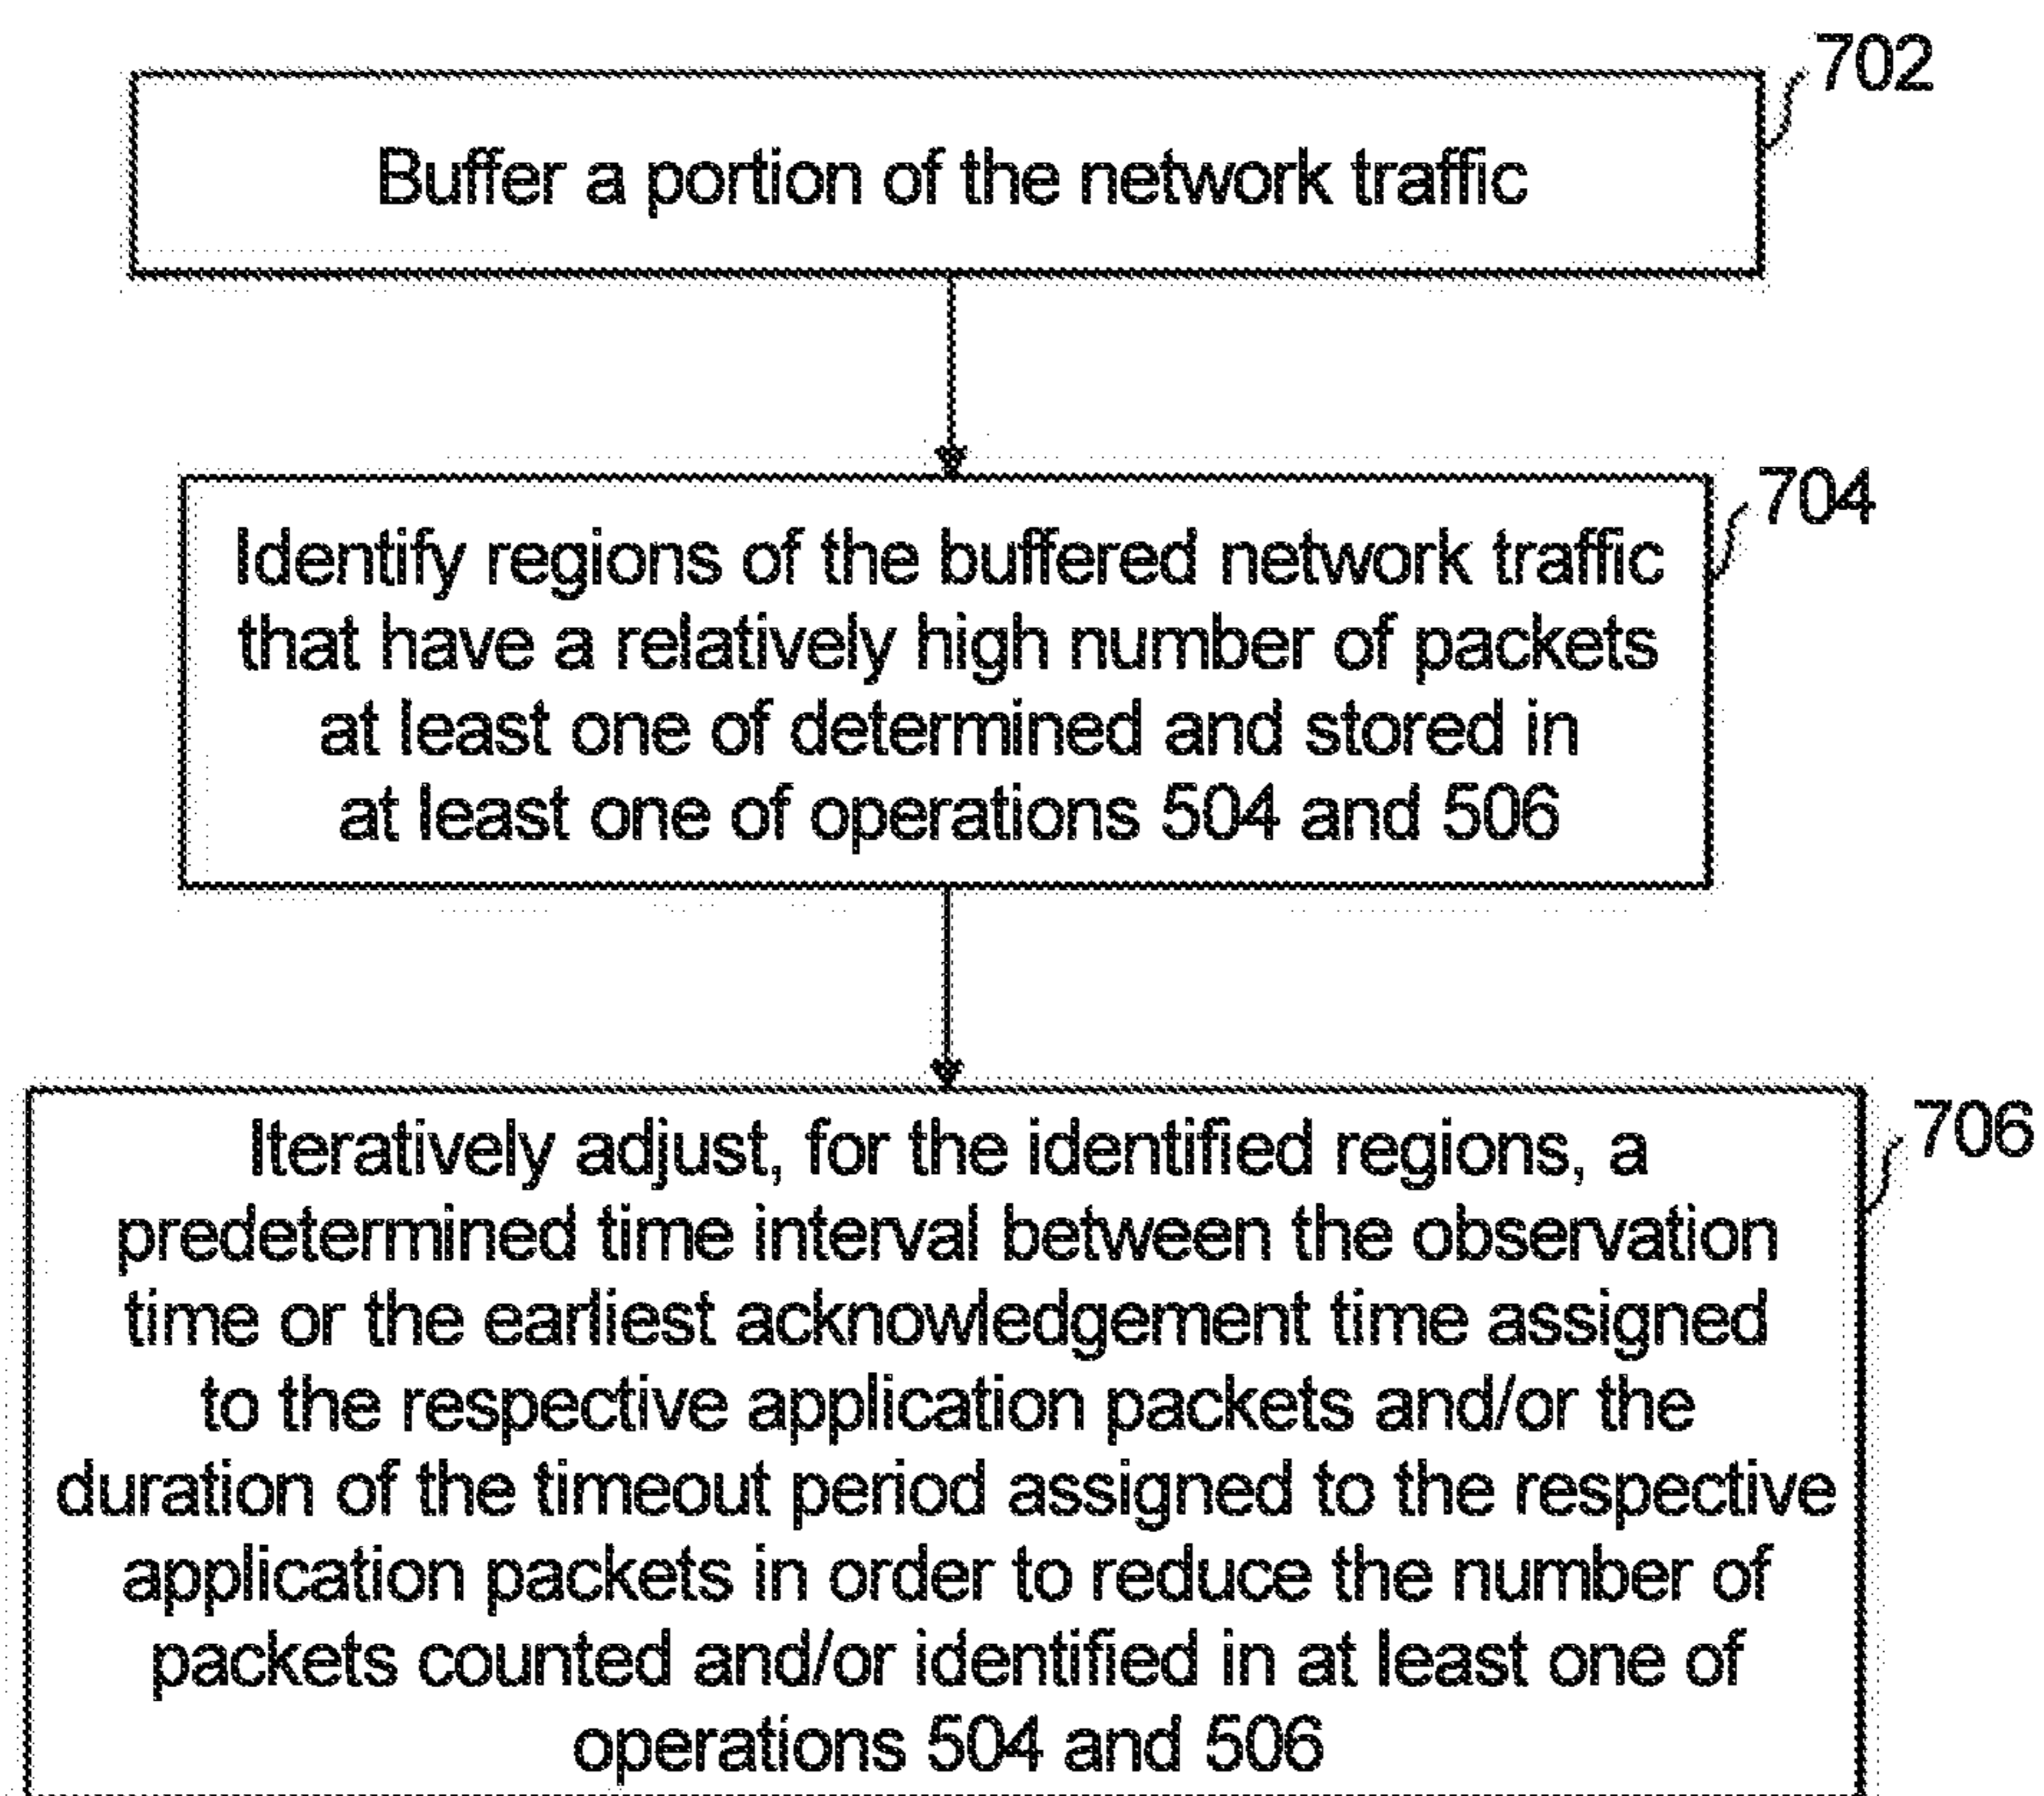 702
Buffer a portion of the network traffic
704
Identify regions of the buffered network traffic
that have a relatively high number of packets
at least one of determined and stored in
at least one of operations 504 and 506
706
Iteratively adjust, for the identified regions, a
predetermined time interval between the observation
time or the earliest acknowledgement time assigned
to the respective application packets and/or the
duration of the timeout period assigned to the respective
application packets in order to reduce the number of
packets counted and/or identified in at least one of
operations 504 and 506